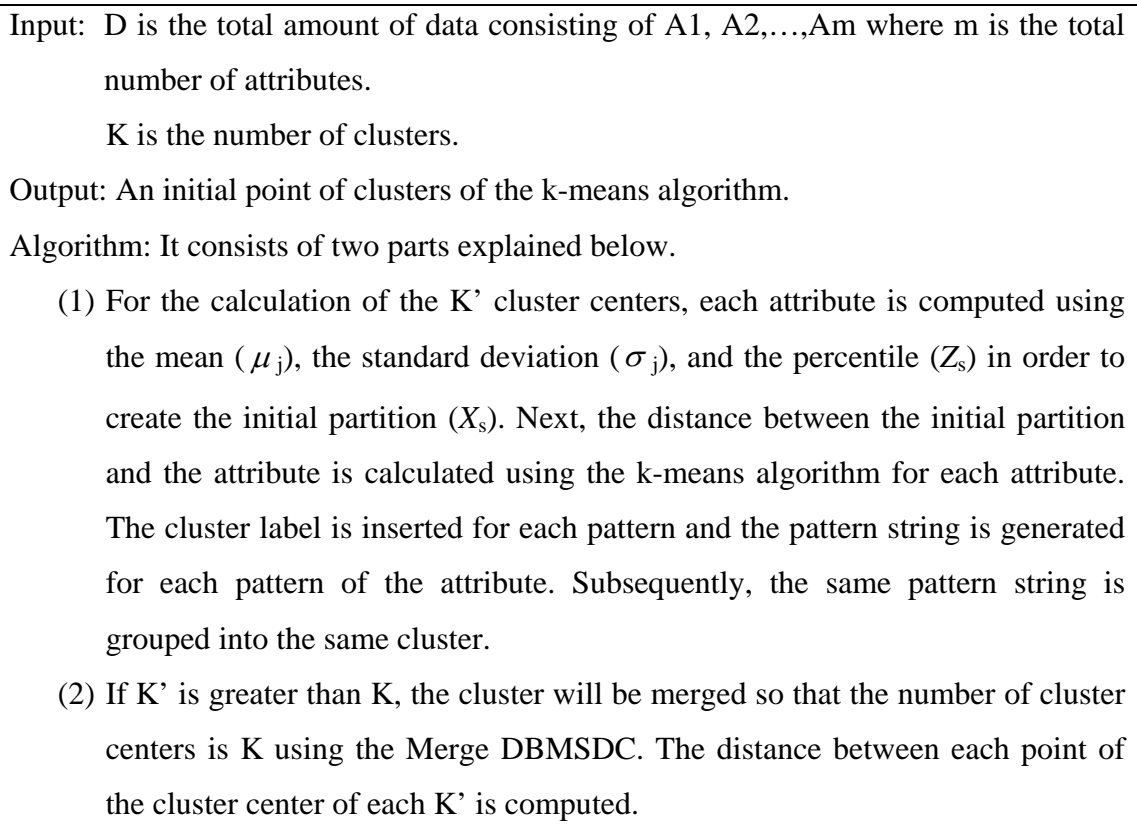 Input: D is the total amount of data consisting of A1, A2,…,Am where m is the total
number of attributes.
K is the number of clusters.
Output: An initial point of clusters of the k-means algorithm.
Algorithm: It consists of two parts explained below.
(1) For the calculation of the K’ cluster centers, each attribute is computed using
the mean (μj), the standard deviation (σj), and the percentile (Zs) in order to
create the initial partition (Xs). Next, the distance between the initial partition
and the attribute is calculated using the k-means algorithm for each attribute.
The cluster label is inserted for each pattern and the pattern string is generated
for each pattern of the attribute. Subsequently, the same pattern string is
grouped into the same cluster.
(2) If K’ is greater than K, the cluster will be merged so that the number of cluster
centers is K using the Merge DBMSDC. The distance between each point of
the cluster center of each K’ is computed.